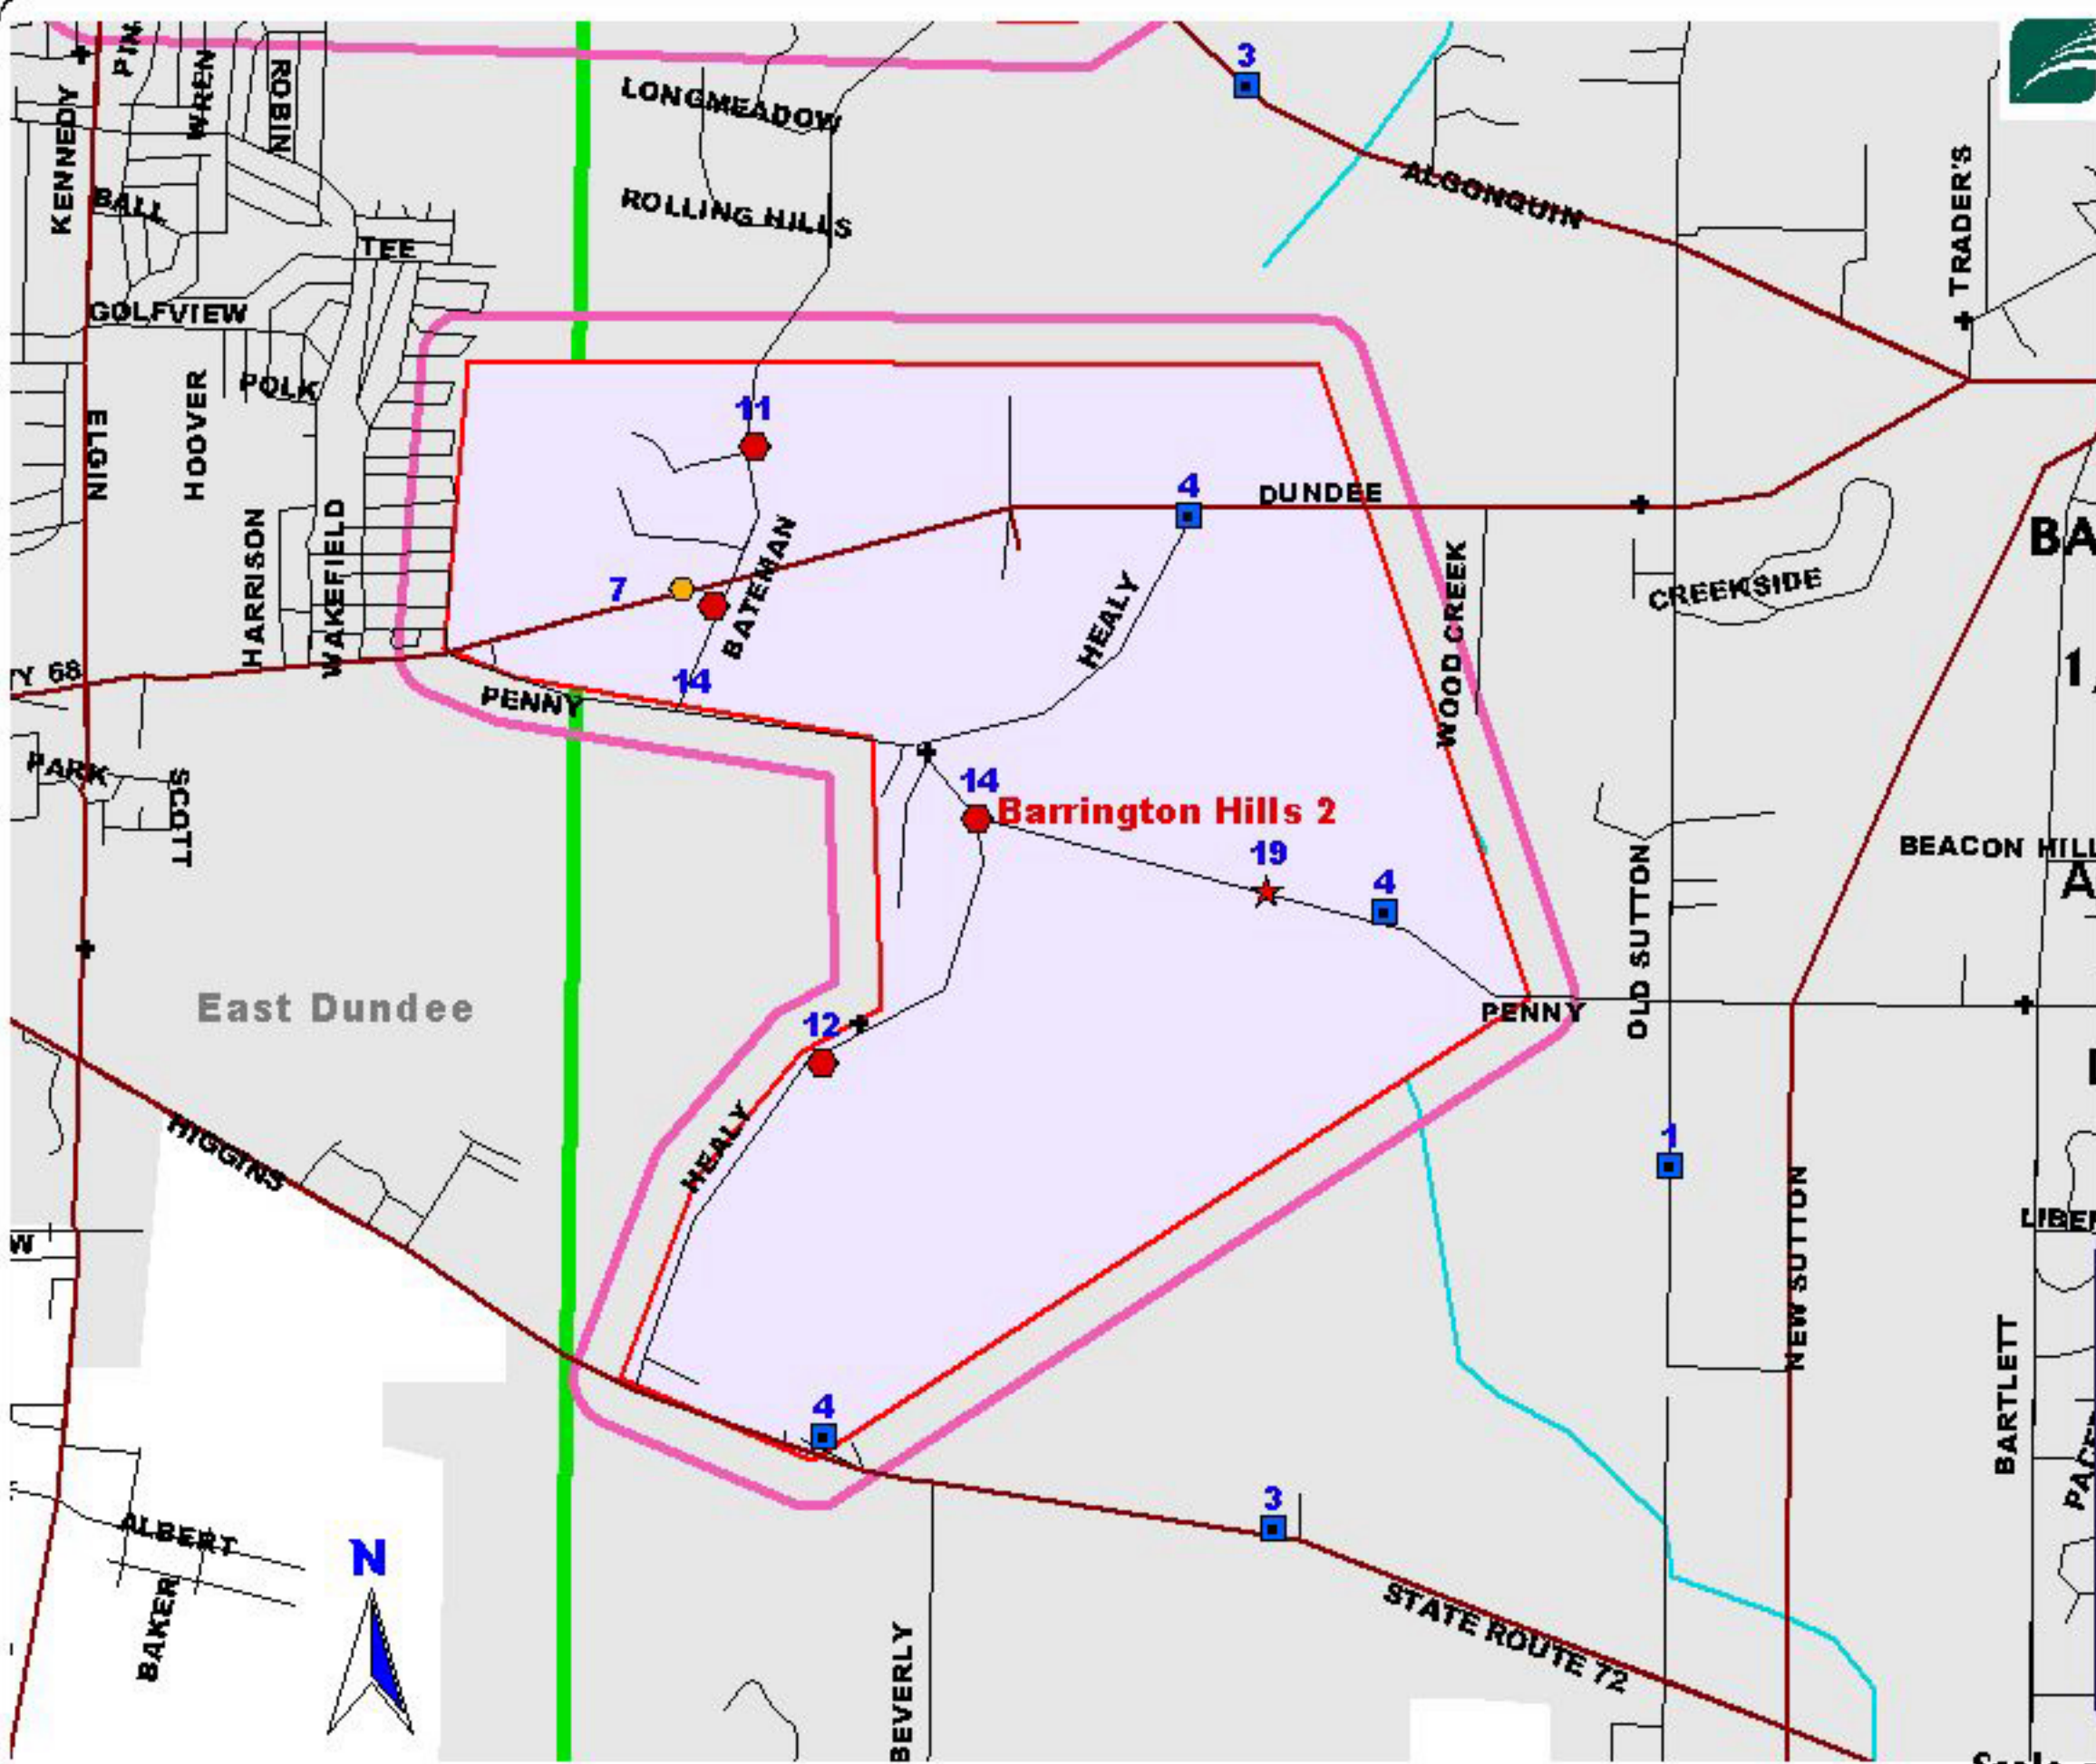 PIN
WREN
ROBIN
KENNEDY
BALL
TEE
GOLFVIEW
POLK
ELGIN
HOOVER
HARRISON
WAKEFIELD
LONGMEADOW
ROLLING HILLS
3
ALGONQUIN
TRADER'S
11
4
DUNDEE
7
BATEMAN
HEALY
WOOD CREEK
CREEKSIDE
BA
1,
Y 68
PENNY
14
PARK
SCOTT
14
Barrington Hills 2
19
4
BEACON HILL
A
OLD SUTTON
East Dundee
12
PENNY
HEALY
HIGGINS
1
NEW SUTTON
LIBER
W
BARTLETT
4
3
ALBERT
BAKER
N
BEVERLY
STATE ROUTE 72